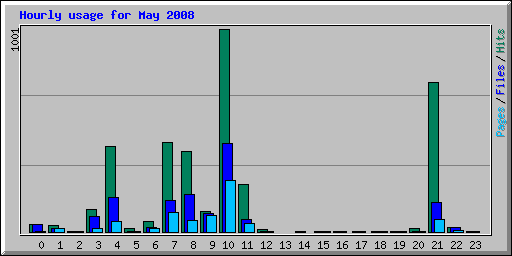 Hourly usage for May 2008
1001
Pages / Files / Hits
0 1 2 3 4 5 6 7 8 9 10 11 12 13 14 15 16 17 18 19 20 21 22 23